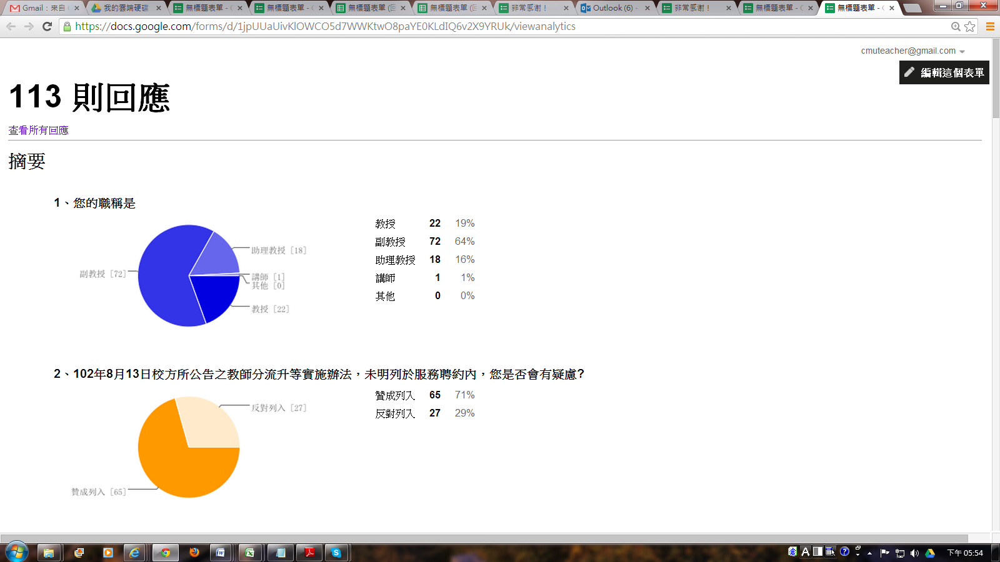 Gmail：來自
我的雲端硬碟
無標題表單 -
無標題表單 -
無標題表單 (
無標題表單 (
非常感谢！
Outlook (6) -
非常感谢！
無標題表單 -
無標題表單 -
https://docs.google.com/forms/d/1jpUUaUivKlOWCO5d7WWKtwO8paYE0KLdIQ6v2X9YRUk/viewanalytics
cmuteacher@gmail.com
編輯這個表單
113 則回應
查看所有回應
摘要
1、您的職稱是
助理教授 [18]
副教授 [72]
講師 [1]
其他 [0]
教授 [22]
教授 22 19%
副教授 72 64%
助理教授 18 16%
講師 1 1%
其他 0 0%
2、102年8月13日校方所公告之教師分流升等實施辦法，未明列於服務聘約內，您是否會有疑慮?
反對列入 [27]
贊成列入 [65]
贊成列入 65 71%
反對列入 27 29%
下午 05:54